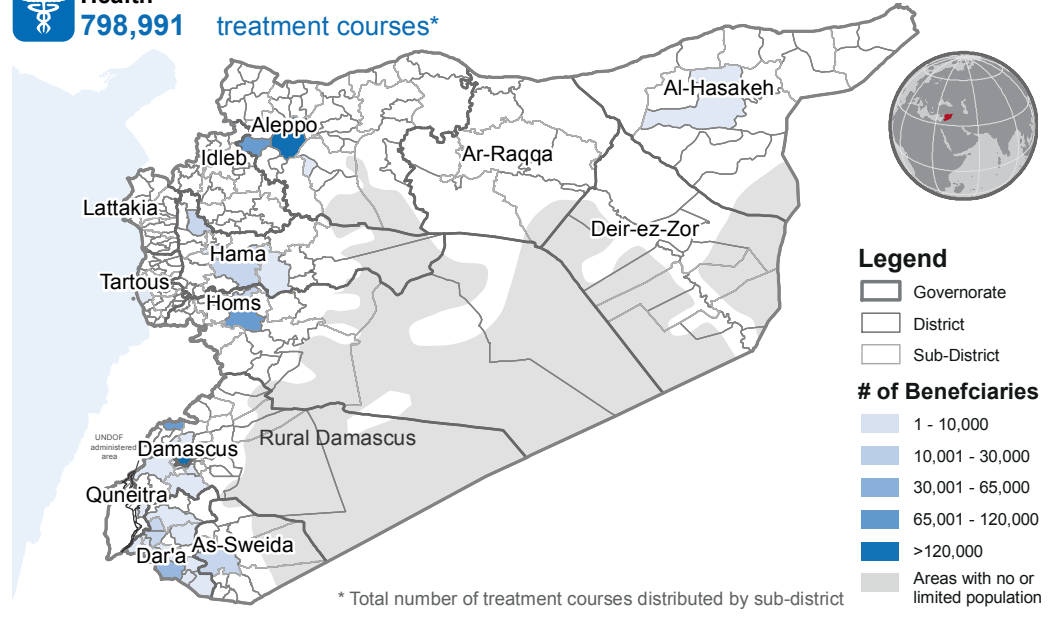 Health
798,991 treatment courses*
Al-Hasakeh
Aleppo
Idleb
Ar-Raqqa
Lattakia
Deir-ez-Zor
Hama
Tartous
Homs
Rural Damascus
UNDOF
administered
area
Damascus
Quneitra
Dar'a
As-Sweida
Legend
Governorate
District
Sub-District
# of Benefciaries
1 - 10,000
10,001 - 30,000
30,001 - 65,000
65,001 - 120,000
>120,000
Areas with no or
limited population
* Total number of treatment courses distributed by sub-district